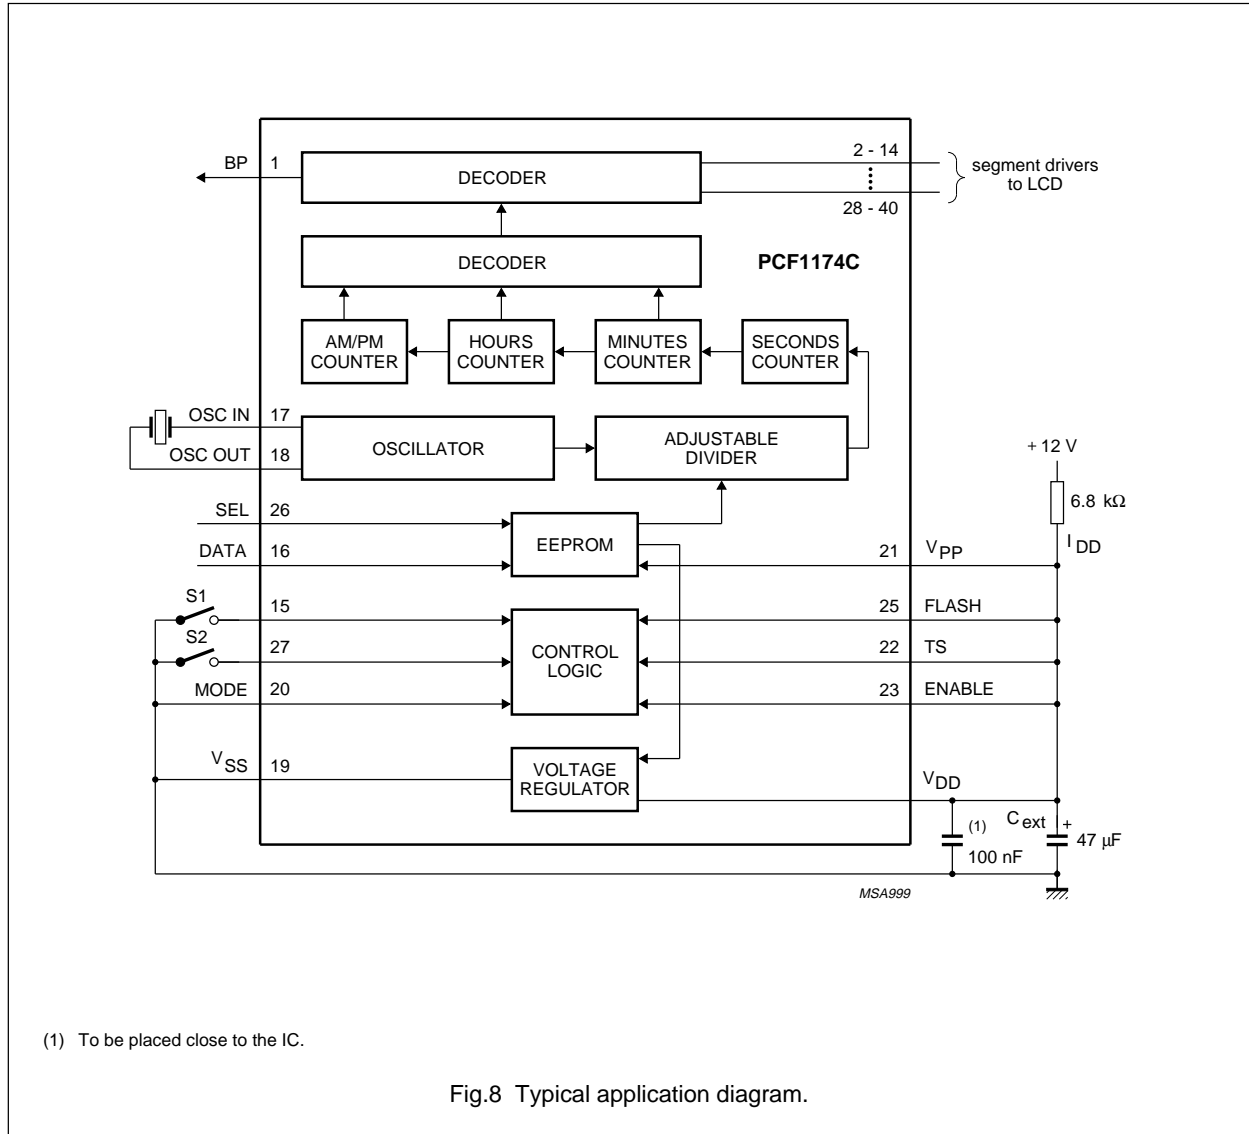 BP 1
DECODER
2 - 14
28 - 40
segment drivers
to LCD
DECODER
PCF1174C
AM/PM
COUNTER
HOURS
COUNTER
MINUTES
COUNTER
SECONDS
COUNTER
OSC IN 17
OSC OUT 18
OSCILLATOR
ADJUSTABLE
DIVIDER
+ 12 V
6.8 kΩ
I DD
SEL 26
DATA 16
EEPROM
21 V PP
S1 15
S2 27
MODE 20
CONTROL
LOGIC
25 FLASH
22 TS
23 ENABLE
V SS 19
VOLTAGE
REGULATOR
V DD
(1)
100 nF
C ext +
47 µF
MSA999
(1) To be placed close to the IC.
Fig.8 Typical application diagram.